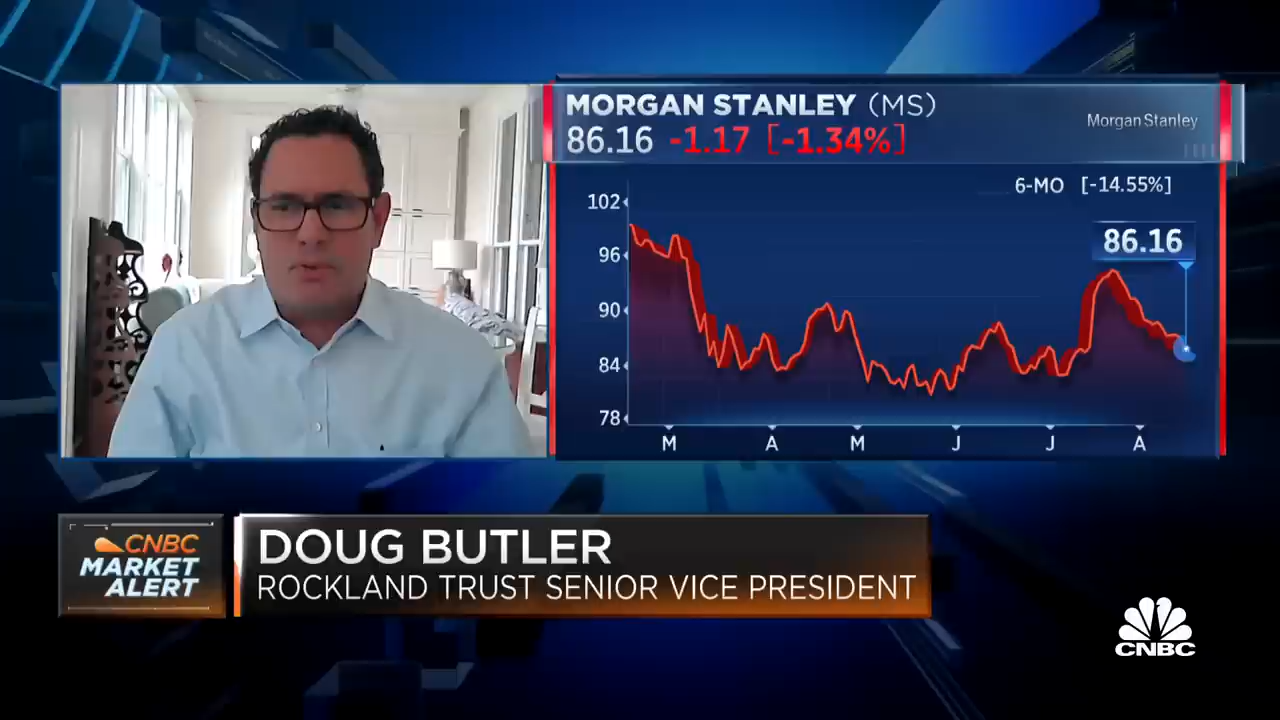 MORGAN STANLEY (MS)
86.16 -1.17 [-1.34%]
Morgan Stanley
6-MO [-14.55%]
102
96
90
84
78
86.16
M A M J J A
CNBC
MARKET
ALERT
DOUG BUTLER
ROCKLAND TRUST SENIOR VICE PRESIDENT
CNBC